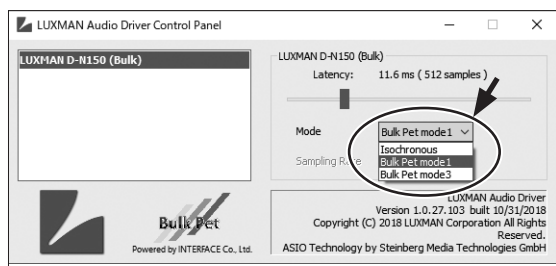 LUXMAN Audio Driver Control Panel
LUXMAN D-N150 (Bulk)
LUXMAN D-N150 (Bulk)
Latency: 11.6 ms ( 512 samples )
Mode Bulk Pet mode1
Isochronous
Bulk Pet mode1
Bulk Pet mode3
Sampling Rate
Bulk Pet
Powered by INTERFACE Co., Ltd.
LUXMAN Audio Driver
Version 1.0.27.103 built 10/31/2018
Copyright (C) 2018 LUXMAN Corporation All Rights
Reserved.
ASIO Technology by Steinberg Media Technologies GmbH